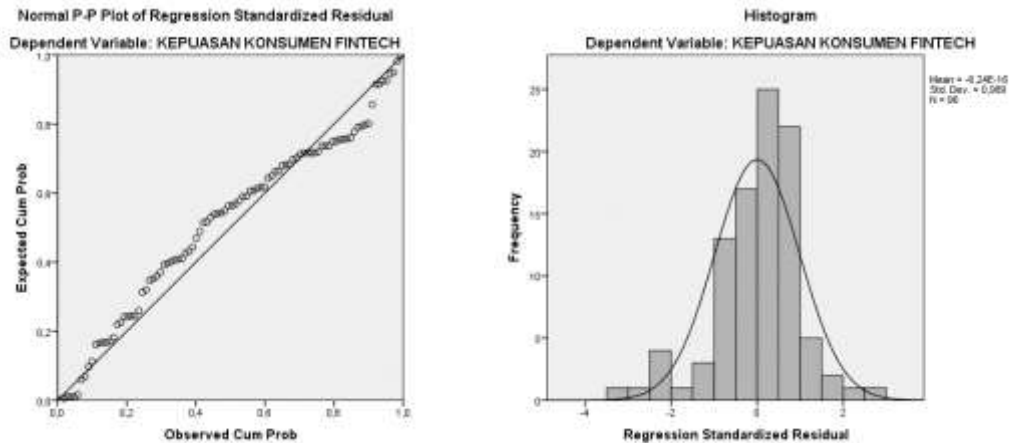 Normal P-P Plot of Regression Standardized Residual
Dependent Variable: KEPUASAN KONSUMEN FINTECH
1,0
0,8
0,6
0,4
0,2
0,0
Expected Cum Prob
0,0 0,2 0,4 0,6 0,8 1,0
Observed Cum Prob
Histogram
Dependent Variable: KEPUASAN KONSUMEN FINTECH
Mean =
Std. Dev. = 0,989
N =
25
20
15
10
5
0
Frequency
-4 -2 0 2
Regression Standardized Residual